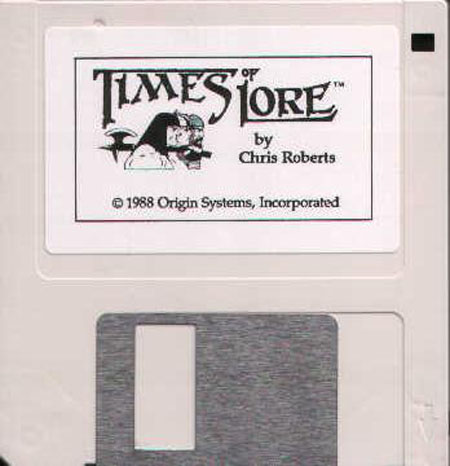 TIMES OF LORE™
by
Chris Roberts
© 1988 Origin Systems, Incorporated